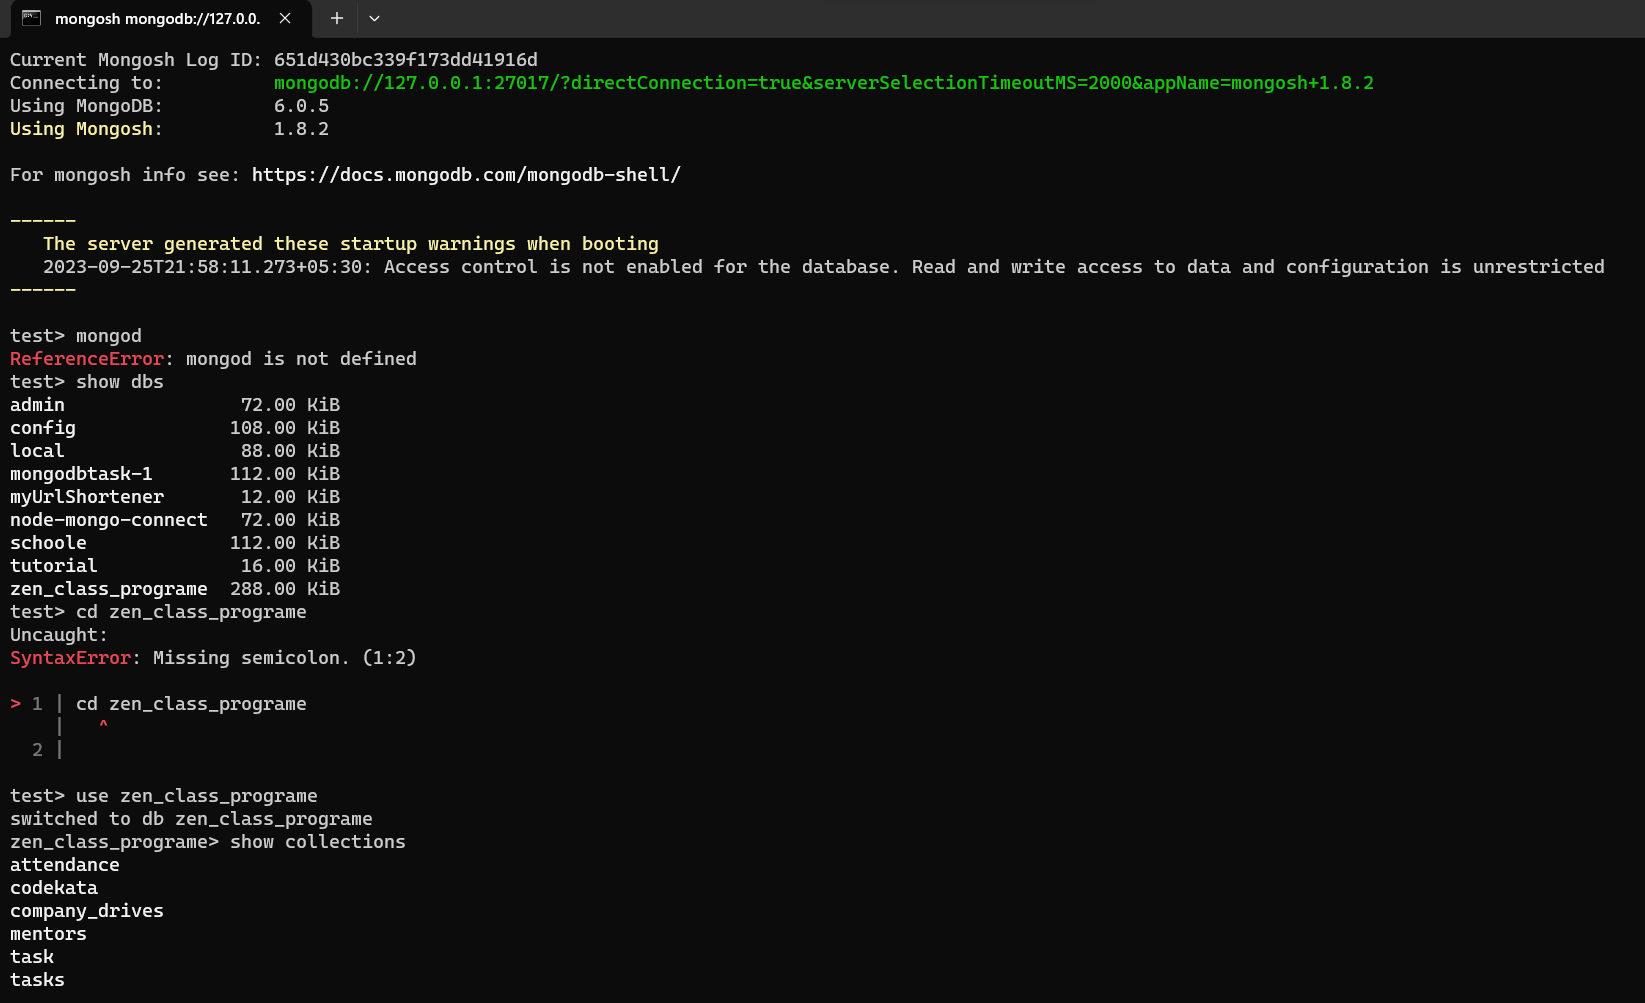 mongosh mongodb://127.0.0.
Current Mongosh Log ID: 651d430bc339f173dd41916d
Connecting to: mongodb://127.0.0.1:27017/?directConnection=true&serverSelectionTimeoutMS=2000&appName=mongosh+1.8.2
Using MongoDB: 6.0.5
Using Mongosh: 1.8.2
For mongosh info see: https://docs.mongodb.com/mongodb-shell/
------
The server generated these startup warnings when booting
2023-09-25T21:58:11.273+05:30: Access control is not enabled for the database. Read and write access to data and configuration is unrestricted
------
test> mongod
ReferenceError: mongod is not defined
test> show dbs
admin 72.00 KiB
config 108.00 KiB
local 88.00 KiB
mongodbtask-1 112.00 KiB
myUrlShortener 12.00 KiB
node-mongo-connect 72.00 KiB
schoole 112.00 KiB
tutorial 16.00 KiB
zen_class_programe 288.00 KiB
test> cd zen_class_programe
Uncaught:
SyntaxError: Missing semicolon. (1:2)
> 1 | cd zen_class_programe
| ^
2 |
test> use zen_class_programe
switched to db zen_class_programe
zen_class_programe> show collections
attendance
codekata
company_drives
mentors
task
tasks